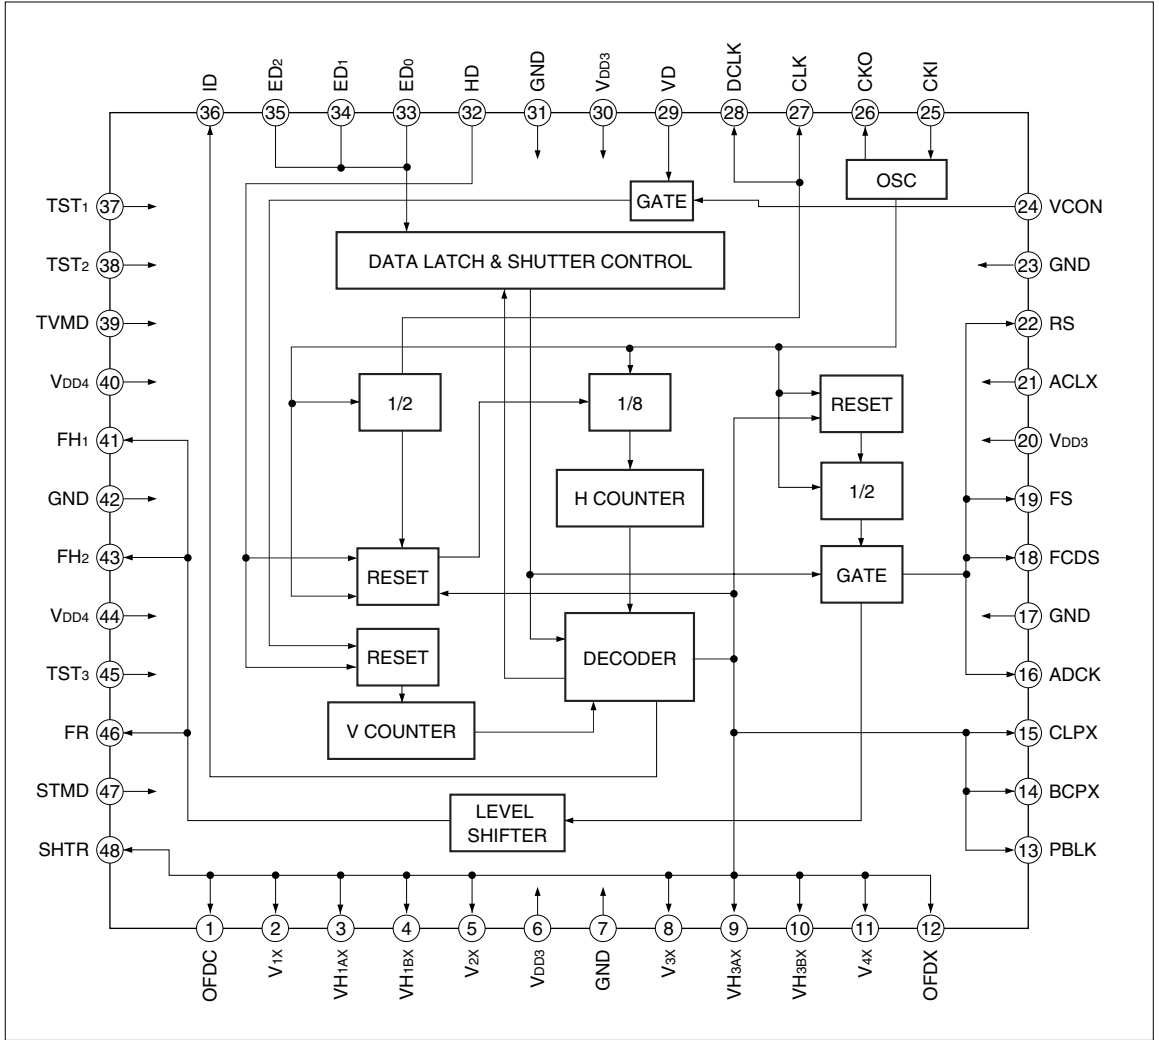 ID
ED2
ED1
ED0
HD
GND
VDD3
VD
DCLK
CLK
CKO
CKI
36
35
34
33
32
31
30
29
28
27
26
25
OSC
TST1 37
GATE
24 VCON
TST2 38
DATA LATCH & SHUTTER CONTROL
23 GND
TVMD 39
22 RS
VDD4 40
1/2
1/8
RESET
21 ACLX
FH1 41
20 VDD3
GND 42
H COUNTER
1/2
19 FS
FH2 43
RESET
GATE
18 FCDS
VDD4 44
17 GND
TST3 45
RESET
DECODER
16 ADCK
FR 46
V COUNTER
15 CLPX
STMD 47
LEVEL
SHIFTER
14 BCPX
SHTR 48
13 PBLK
1
2
3
4
5
6
7
8
9
10
11
12
OFDC
V1X
VH1AX
VH1BX
V2X
VDD3
GND
V3X
VH3AX
VH3BX
V4X
OFDX